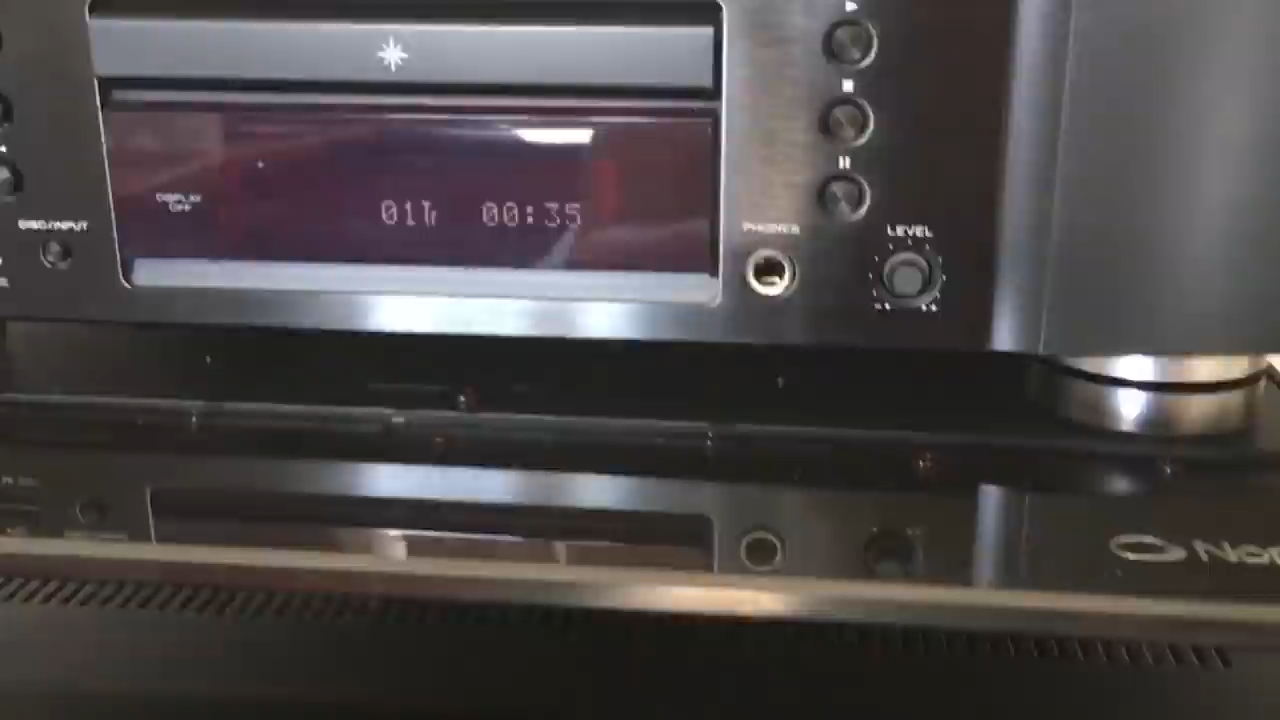 DISPLAY
OFF
01Tr 00:35
DISC/INPUT
PHONES
LEVEL